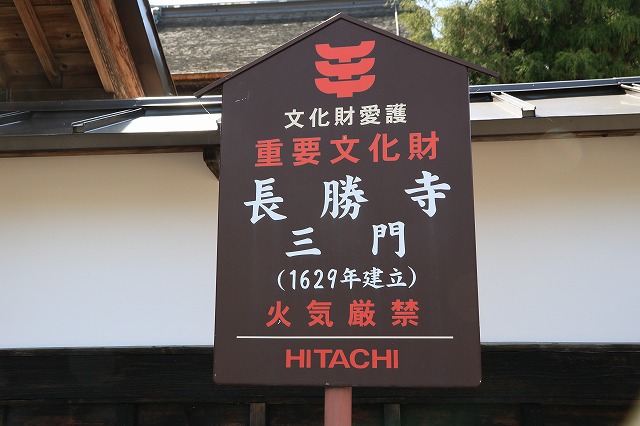 文化財愛護
重要文化財
長勝寺
三門
(1629年建立)
火気厳禁
HITACHI